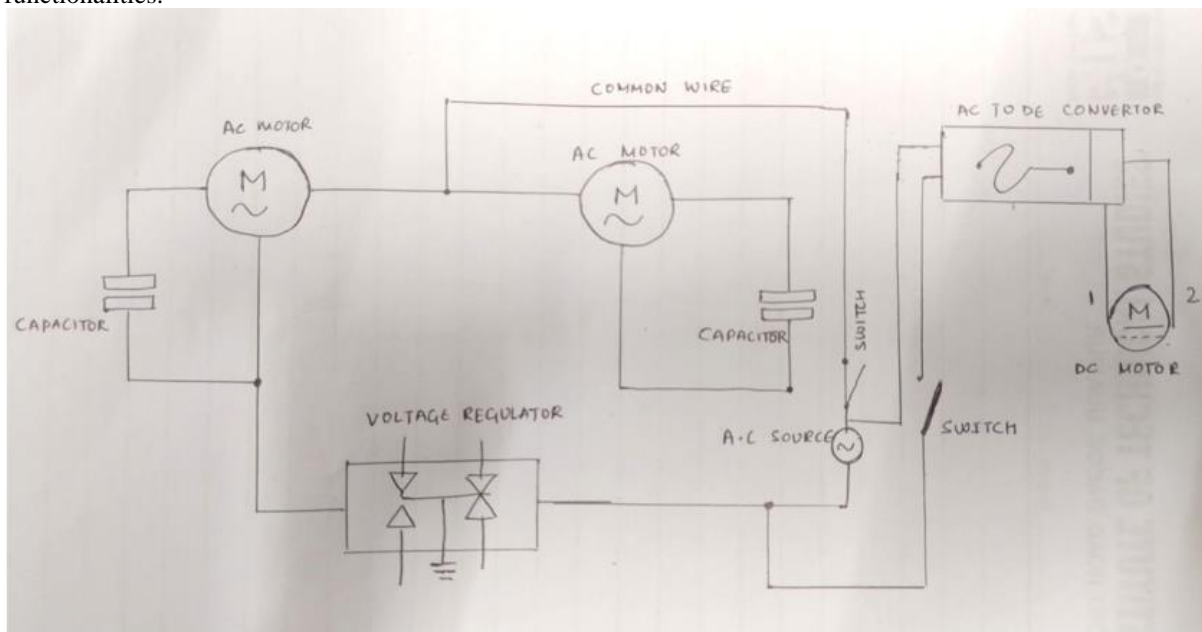 functionalities.
COMMON WIRE
AC TO DE CONVERTOR
AC MOTOR
M
AC MOTOR
M
CAPACITOR
CAPACITOR
SWITCH
1
M
2
DC MOTOR
VOLTAGE REGULATOR
A.C SOURCE
SWITCH